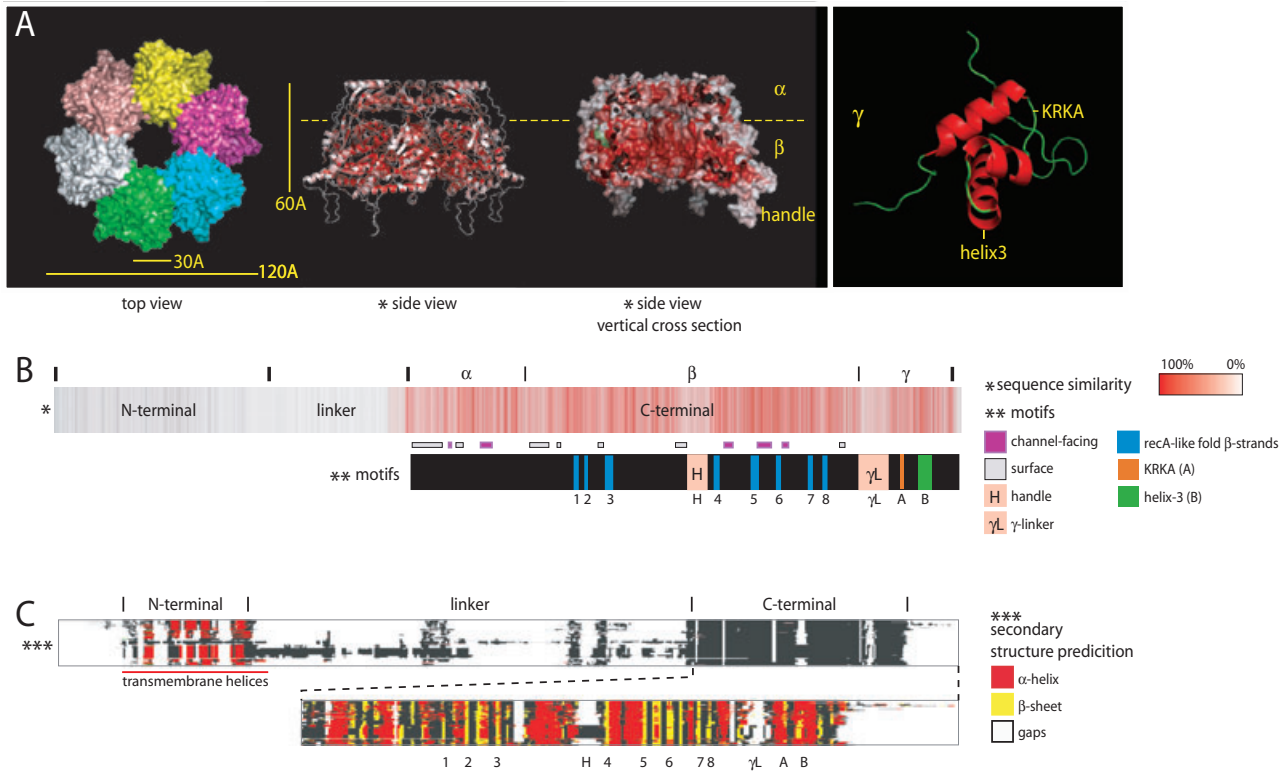 A
α
β
handle
60A
30A
120A
top view
* side view
* side view
vertical cross section
γ
KRKA
helix3
B
α
β
γ
*
N-terminal
linker
C-terminal
** motifs
H
γL
1 2 3 H 4 5 6 7 8 γL A B
100% 0%
* sequence similarity
** motifs
channel-facing
surface
H handle
γL γ-linker
recA-like fold β-strands
KRKA (A)
helix-3 (B)
C
N-terminal
linker
C-terminal
***
transmembrane helices
1 2 3 H 4 5 6 7 8 γL A B
***
secondary
structure predicition
α-helix
β-sheet
gaps